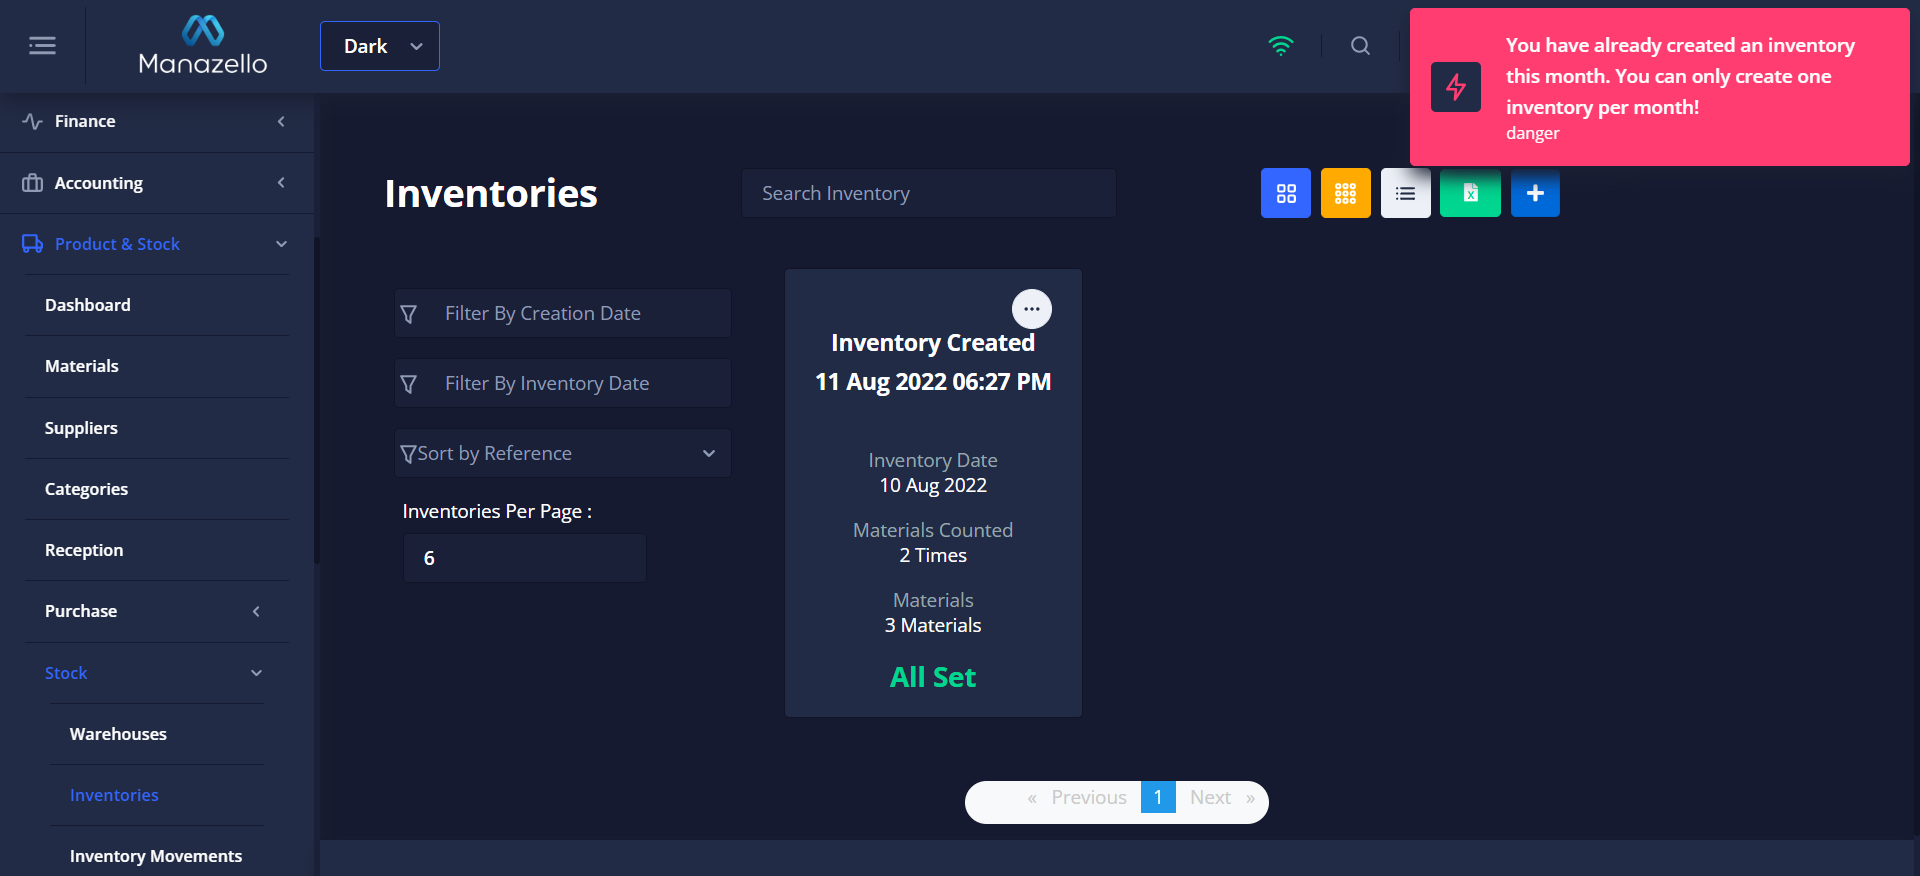 Manazello
Dark
You have already created an inventory
this month. You can only create one
inventory per month!
danger
Finance
Accounting
Product & Stock
Dashboard
Materials
Suppliers
Categories
Reception
Purchase
Stock
Warehouses
Inventories
Inventory Movements
Inventories
Search Inventory
Filter By Creation Date
Filter By Inventory Date
Sort by Reference
Inventories Per Page :
6
Inventory Created
11 Aug 2022 06:27 PM
Inventory Date
10 Aug 2022
Materials Counted
2 Times
Materials
3 Materials
All Set
« Previous 1 Next »